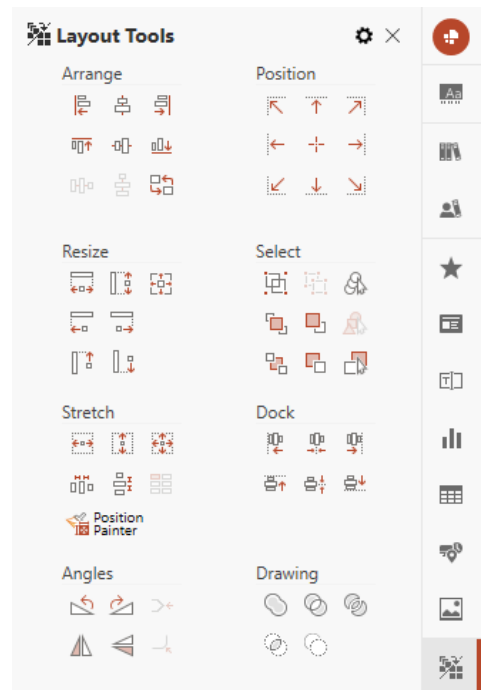 Layout Tools
Arrange
Position
Resize
Select
Stretch
Dock
Position
Painter
Angles
Drawing
Aa
T